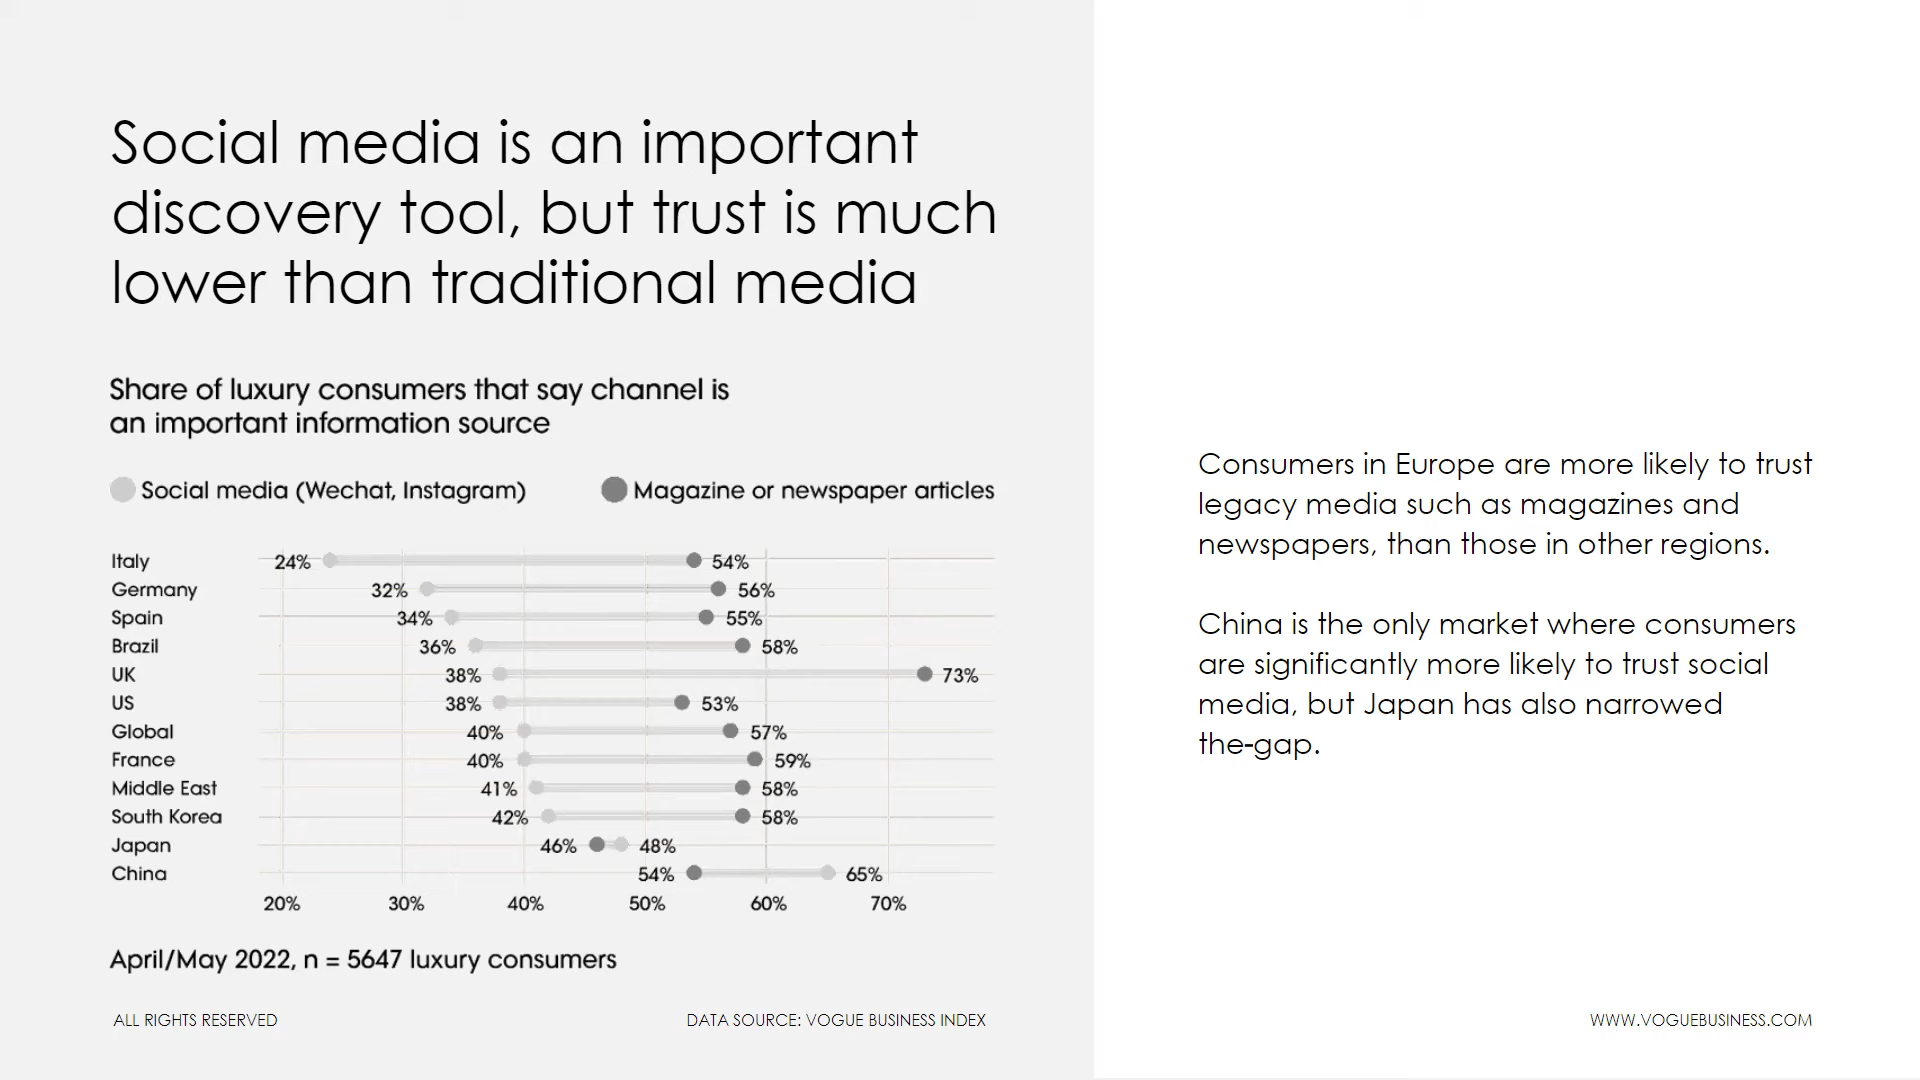 Social media is an important
discovery tool, but trust is much
lower than traditional media
Share of luxury consumers that say channel is
an important information source
Social media (Wechat, Instagram) Magazine or newspaper articles
Italy 24% 54%
Germany 32% 56%
Spain 34% 55%
Brazil 36% 58%
UK 38% 73%
US 38% 53%
Global 40% 57%
France 40% 59%
Middle East 41% 58%
South Korea 42% 58%
Japan 46% 48%
China 54% 65%
20% 30% 40% 50% 60% 70%
April/May 2022, n = 5647 luxury consumers
ALL RIGHTS RESERVED DATA SOURCE: VOGUE BUSINESS INDEX
Consumers in Europe are more likely to trust
legacy media such as magazines and
newspapers, than those in other regions.
China is the only market where consumers
are significantly more likely to trust social
media, but Japan has also narrowed
the-gap.
WWW.VOGUEBUSINESS.COM